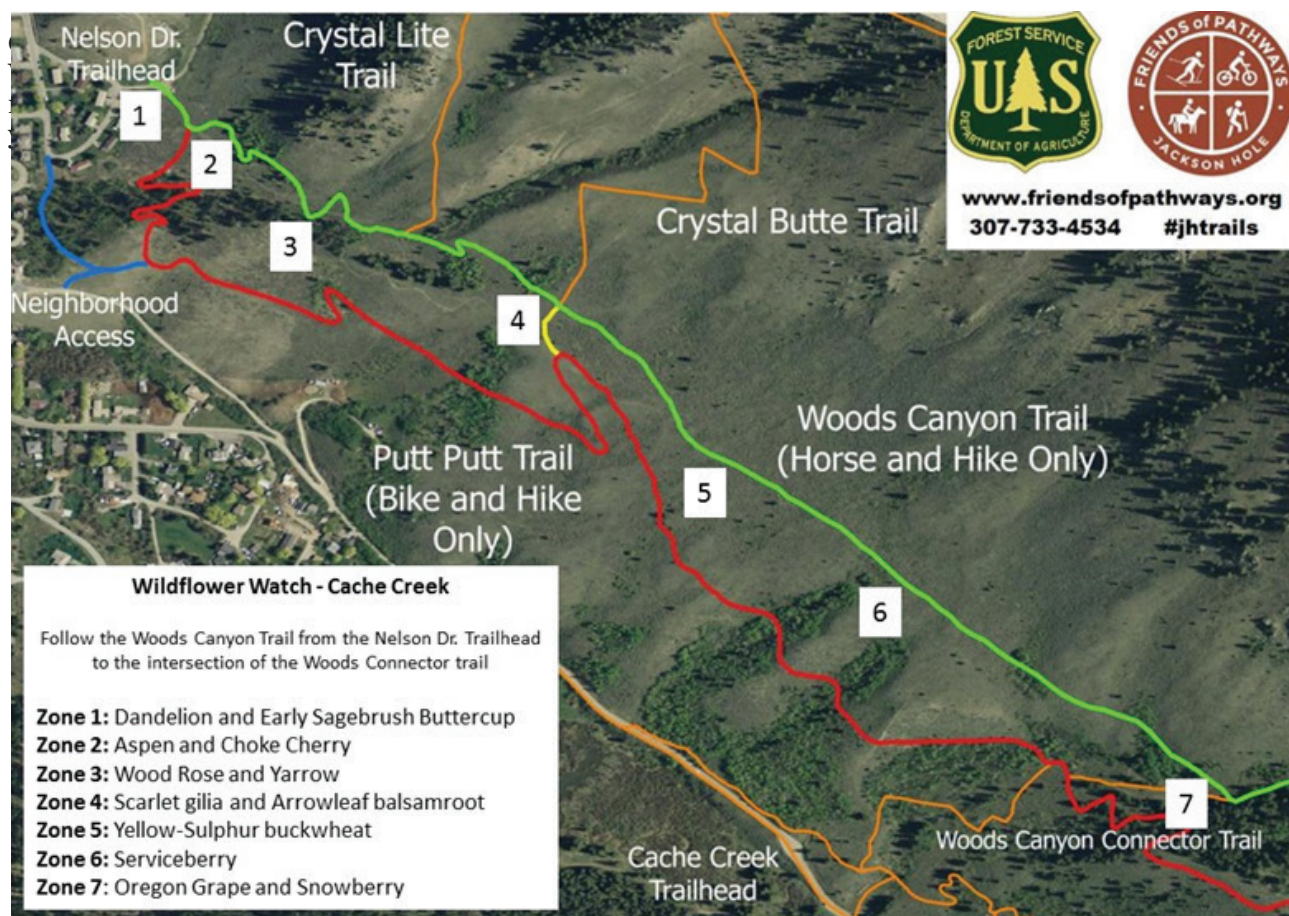 Nelson Dr.
Trailhead
Crystal Lite
Trail
FOREST SERVICE
U S
DEPARTMENT OF AGRICULTURE
FRIENDS of PATHWAYS
JACKSON HOLE
www.friendsofpathways.org
307-733-4534 #jhtrails
1
2
3
Crystal Butte Trail
Neighborhood
Access
4
Woods Canyon Trail
(Horse and Hike Only)
Putt Putt Trail
(Bike and Hike
Only)
5
6
7
Woods Canyon Connector Trail
Cache Creek
Trailhead
Wildflower Watch - Cache Creek
Follow the Woods Canyon Trail from the Nelson Dr. Trailhead
to the intersection of the Woods Connector trail
Zone 1: Dandelion and Early Sagebrush Buttercup
Zone 2: Aspen and Choke Cherry
Zone 3: Wood Rose and Yarrow
Zone 4: Scarlet gilia and Arrowleaf balsamroot
Zone 5: Yellow-Sulphur buckwheat
Zone 6: Serviceberry
Zone 7: Oregon Grape and Snowberry